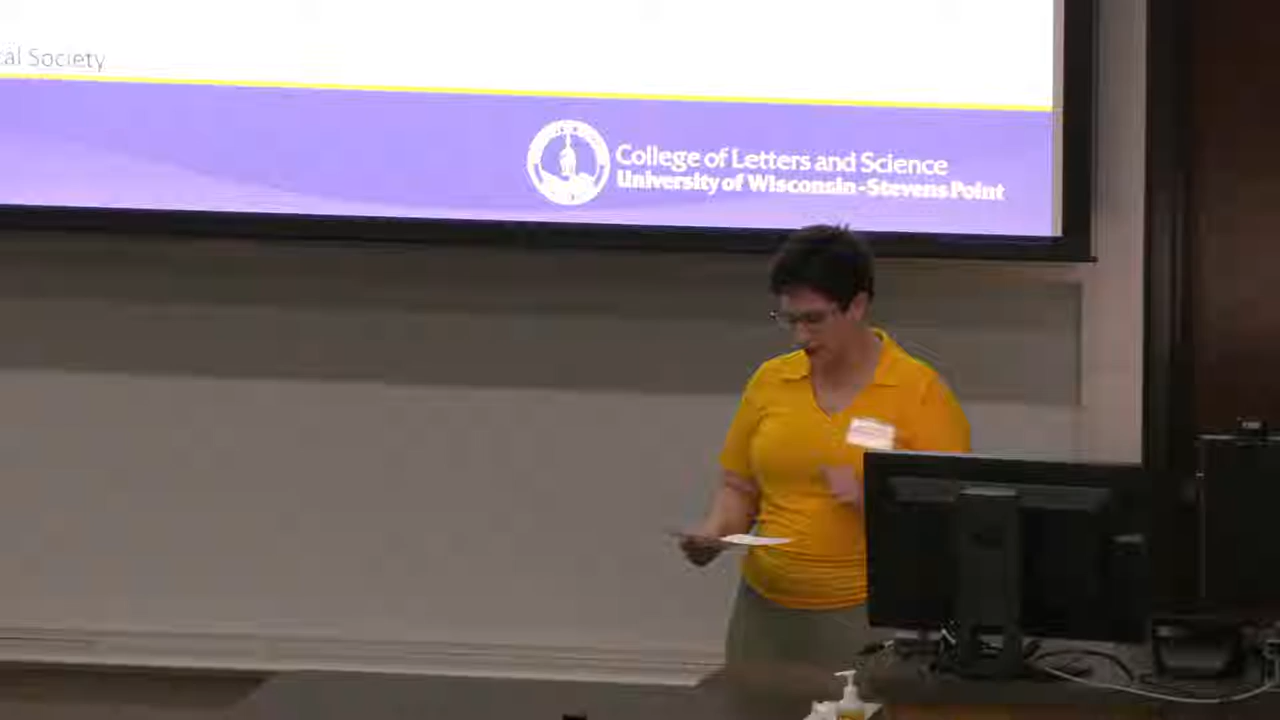 cal Society
College of Letters and Science
University of Wisconsin-Stevens Point